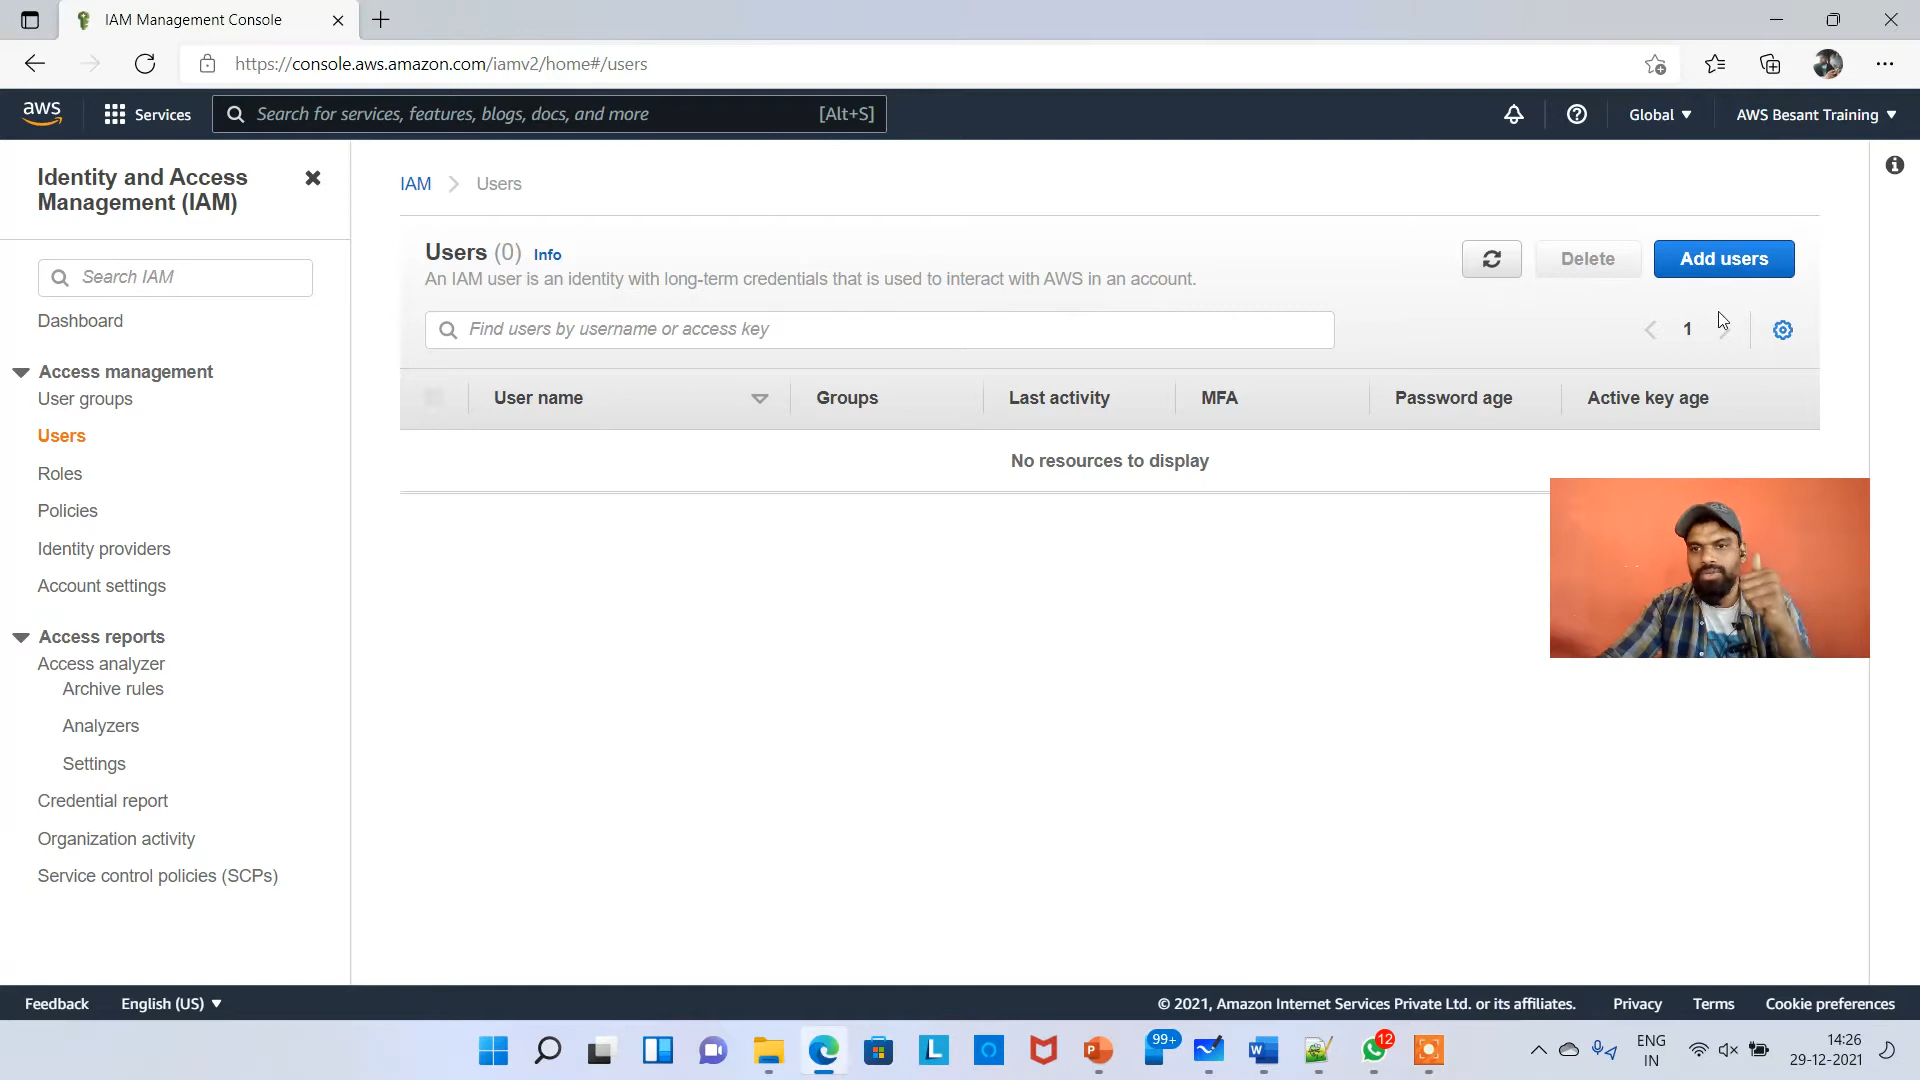 IAM Management Console
https://console.aws.amazon.com/iamv2/home#/users
aws
Services
Search for services, features, blogs, docs, and more
[Alt+S]
Global
AWS Besant Training
Identity and Access
Management (IAM)
Search IAM
Dashboard
Access management
User groups
Users
Roles
Policies
Identity providers
Account settings
Access reports
Access analyzer
Archive rules
Analyzers
Settings
Credential report
Organization activity
Service control policies (SCPs)
IAM > Users
Users (0) Info
An IAM user is an identity with long-term credentials that is used to interact with AWS in an account.
Delete
Add users
Find users by username or access key
1
User name
Groups
Last activity
MFA
Password age
Active key age
No resources to display
Feedback
English (US)
© 2021, Amazon Internet Services Private Ltd. or its affiliates.
Privacy
Terms
Cookie preferences
L
P
99+
W
12
ENG
IN
14:26
29-12-2021